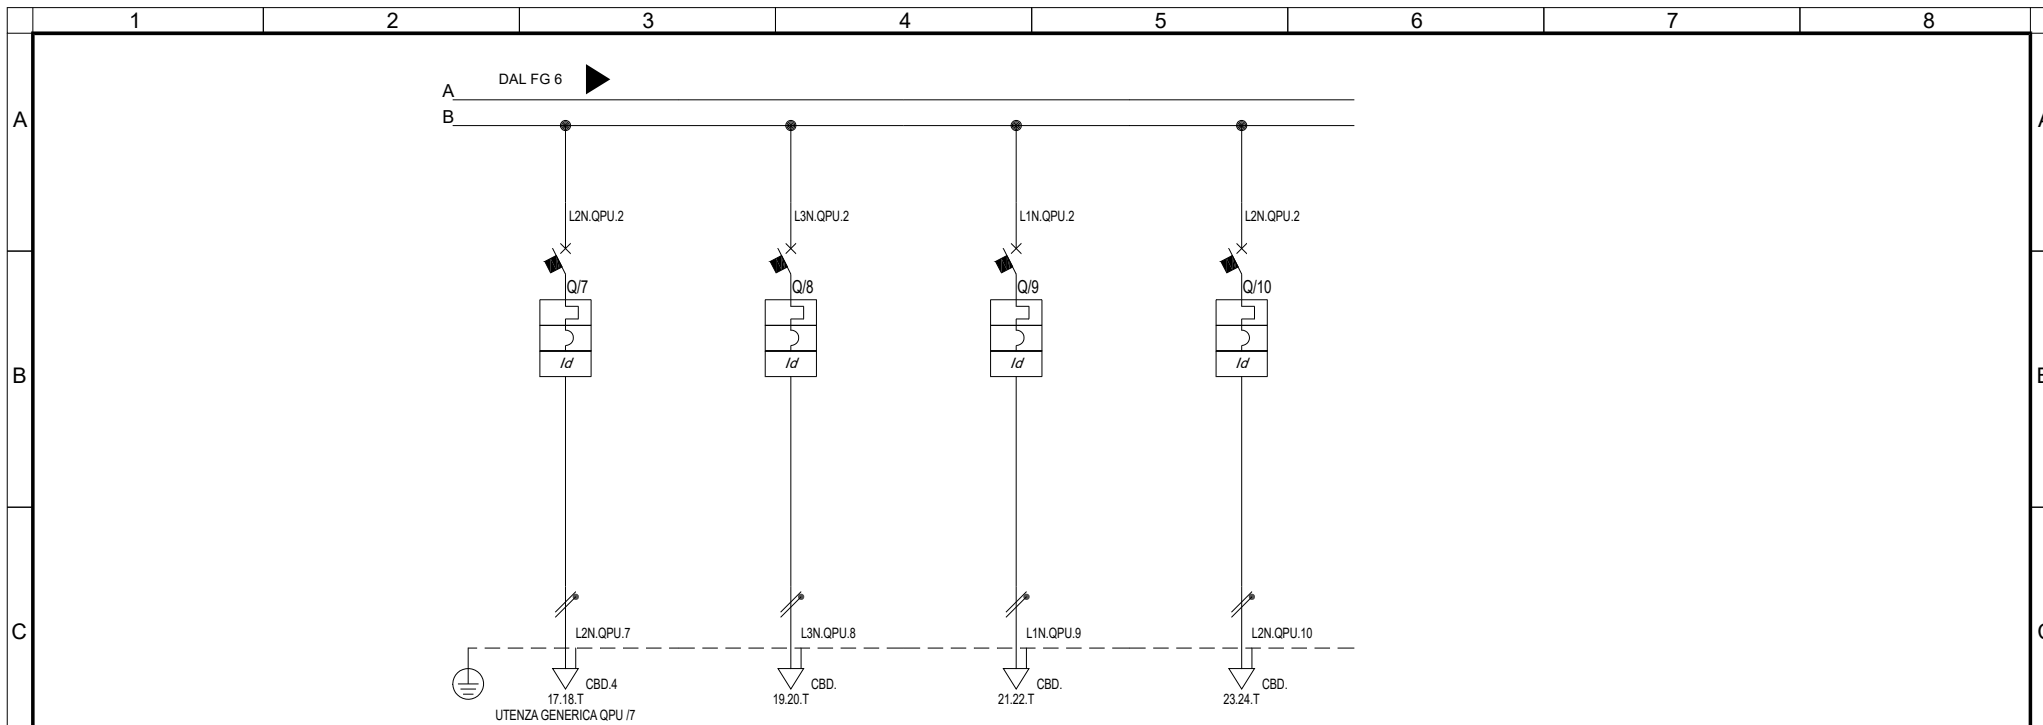 1 2 3 4 5 6 7 8
DAL FG 6
A
B
A
L2N.QPU.2 L3N.QPU.2 L1N.QPU.2 L2N.QPU.2
Q/7 Q/8 Q/9 Q/10
Id Id Id Id
B
C
L2N.QPU.7 L3N.QPU.8 L1N.QPU.9 L2N.QPU.10
CBD.4 CBD. CBD. CBD.
17.18.T 19.20.T 21.22.T 23.24.T
UTENZA GENERICA QPU /7